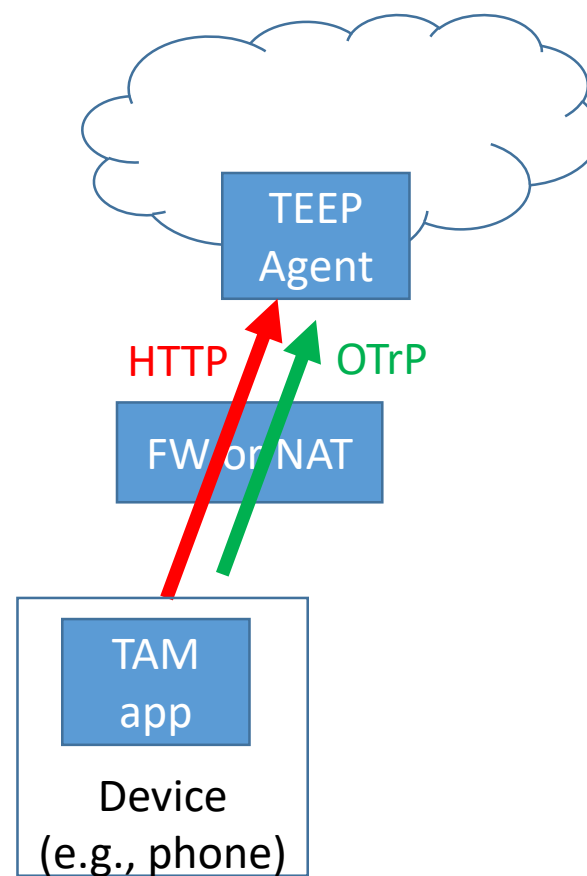 TEEP
Agent
HTTP
OTrP
FW or NAT
TAM
app
Device
(e.g., phone)